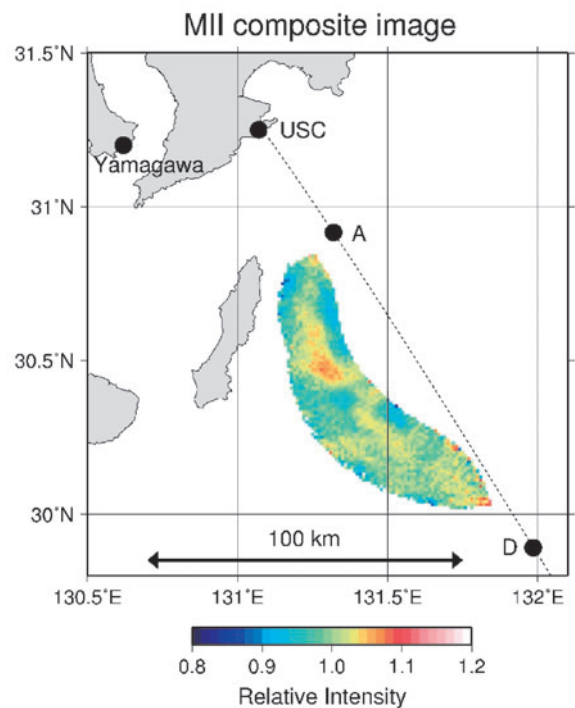 MII composite image
31.5˚N
USC
Yamagawa
31˚N
A
30.5˚N
30˚N
100 km
D
130.5˚E 131˚E 131.5˚E 132˚E
0.8 0.9 1.0 1.1 1.2
Relative Intensity